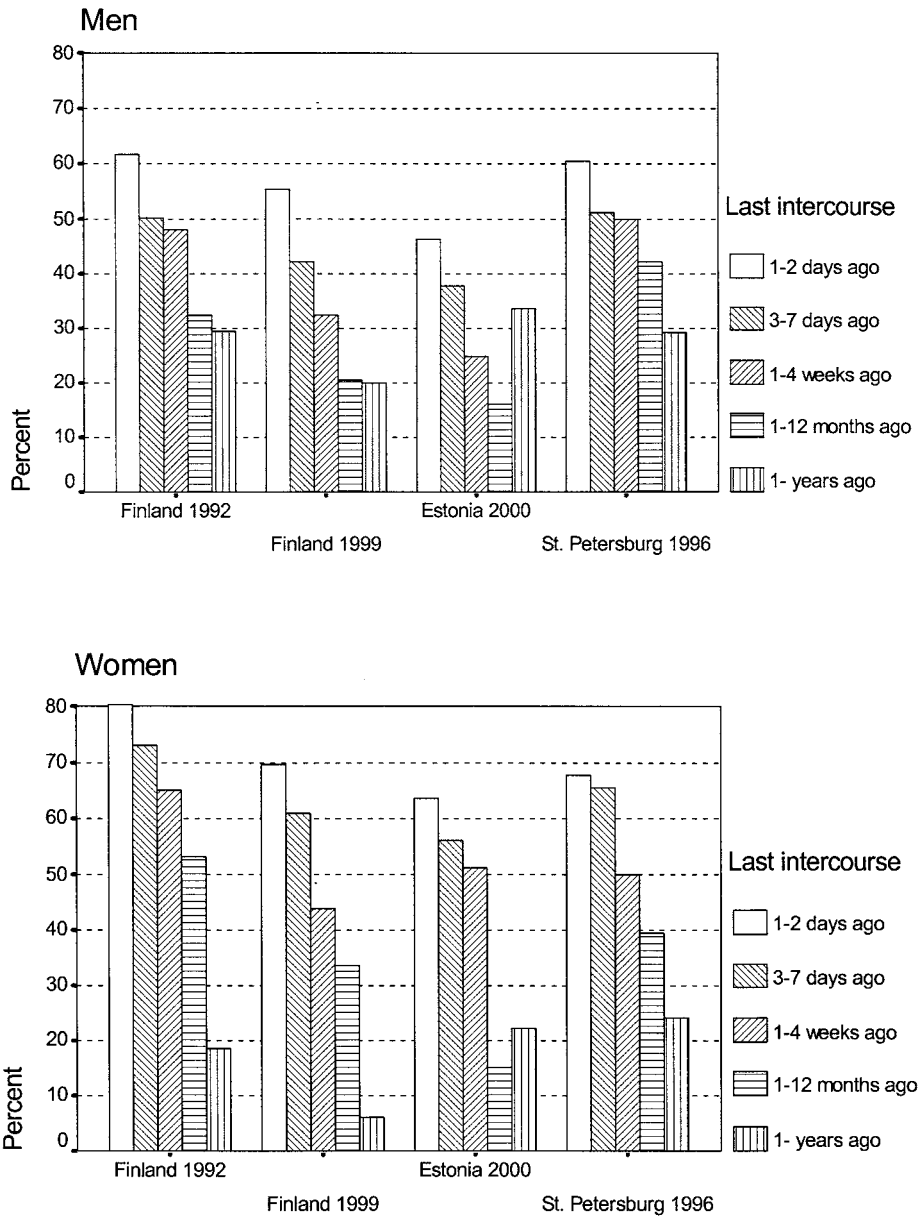 Men
80
70
60
50
40
30
20
10
0
Percent
Finland 1992
Estonia 2000
Finland 1999
St. Petersburg 1996
Last intercourse
1-2 days ago
3-7 days ago
1-4 weeks ago
1-12 months ago
1- years ago
Women
80
70
60
50
40
30
20
10
0
Percent
Finland 1992
Estonia 2000
Finland 1999
St. Petersburg 1996
Last intercourse
1-2 days ago
3-7 days ago
1-4 weeks ago
1-12 months ago
1- years ago